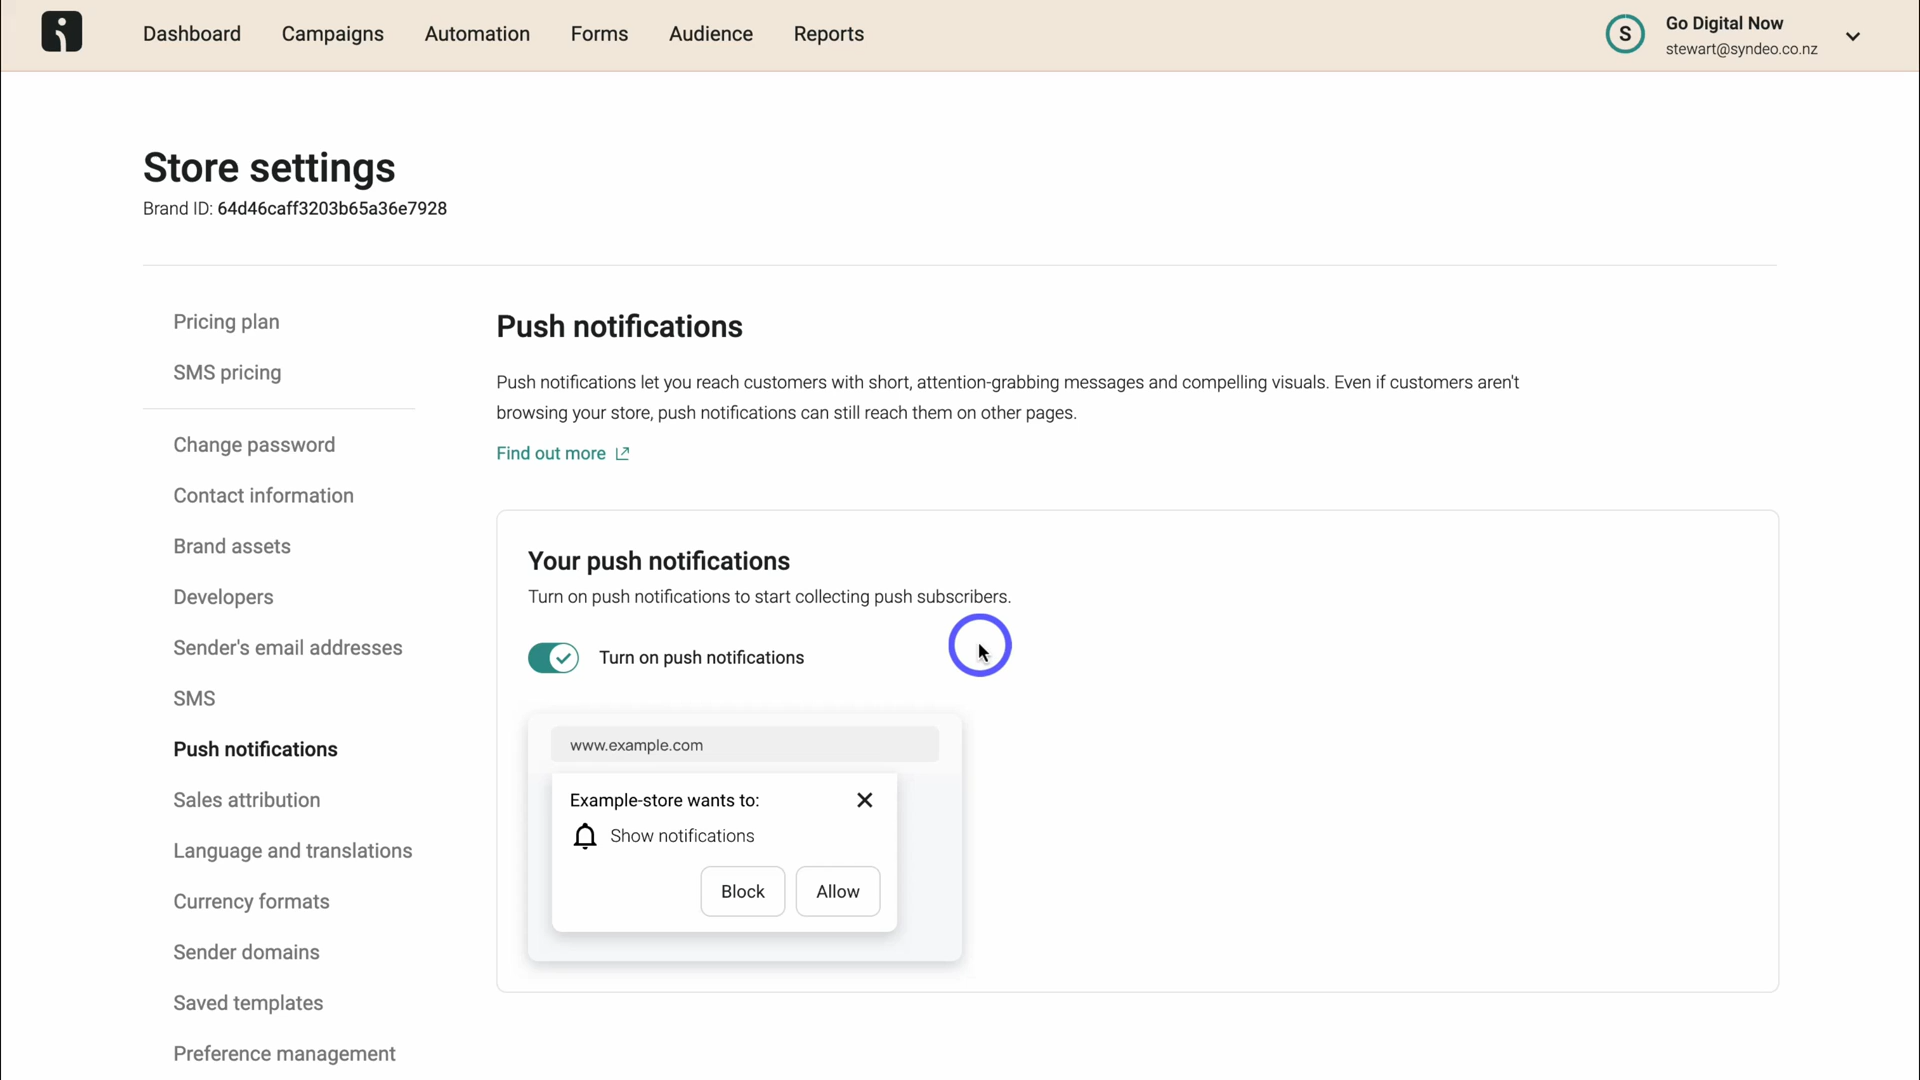 Dashboard
Campaigns
Automation
Forms
Audience
Reports
S
Go Digital Now
stewart@syndeo.co.nz
Store settings
Brand ID: 64d46caff3203b65a36e7928
Pricing plan
SMS pricing
Change password
Contact information
Brand assets
Developers
Sender's email addresses
SMS
Push notifications
Sales attribution
Language and translations
Currency formats
Sender domains
Saved templates
Preference management
Push notifications
Push notifications let you reach customers with short, attention-grabbing messages and compelling visuals. Even if customers aren't
browsing your store, push notifications can still reach them on other pages.
Find out more
Your push notifications
Turn on push notifications to start collecting push subscribers.
Turn on push notifications
www.example.com
Example-store wants to:
Show notifications
Block
Allow